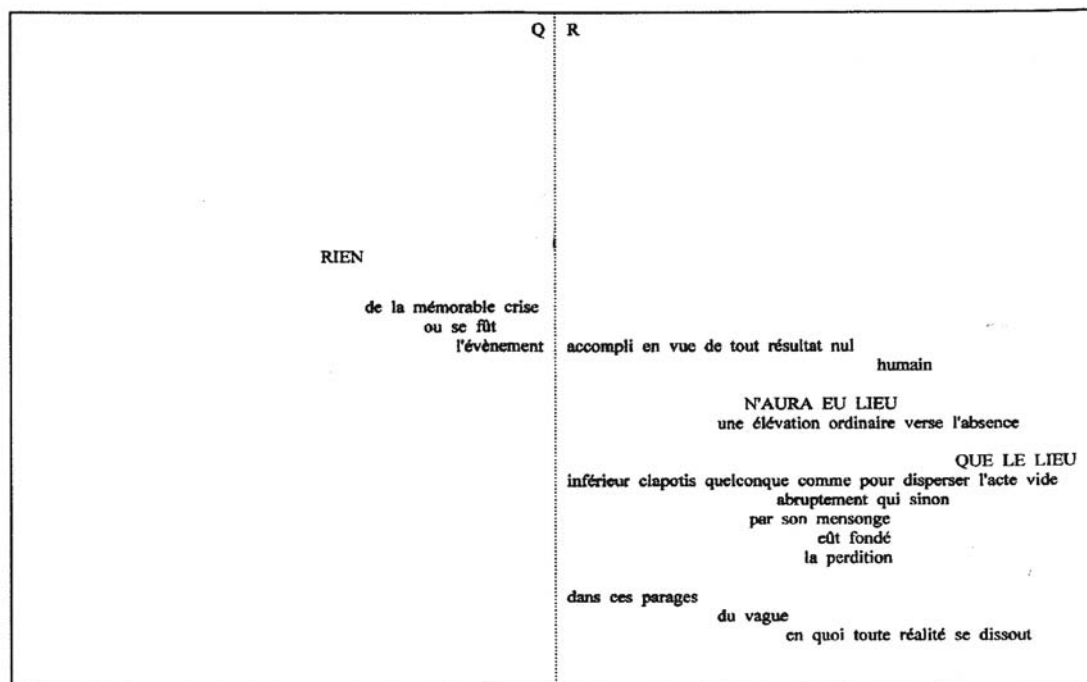 Q R
RIEN
de la mémorable crise
ou se fût
l'évènement accompli en vue de tout résultat nul
humain
N'AURA EU LIEU
une élévation ordinaire verse l'absence
QUE LE LIEU
inférieur clapotis quelconque comme pour disperser l'acte vide
abruptement qui sinon
par son mensonge
eût fondé
la perdition
dans ces parages
du vague
en quoi toute réalité se dissout